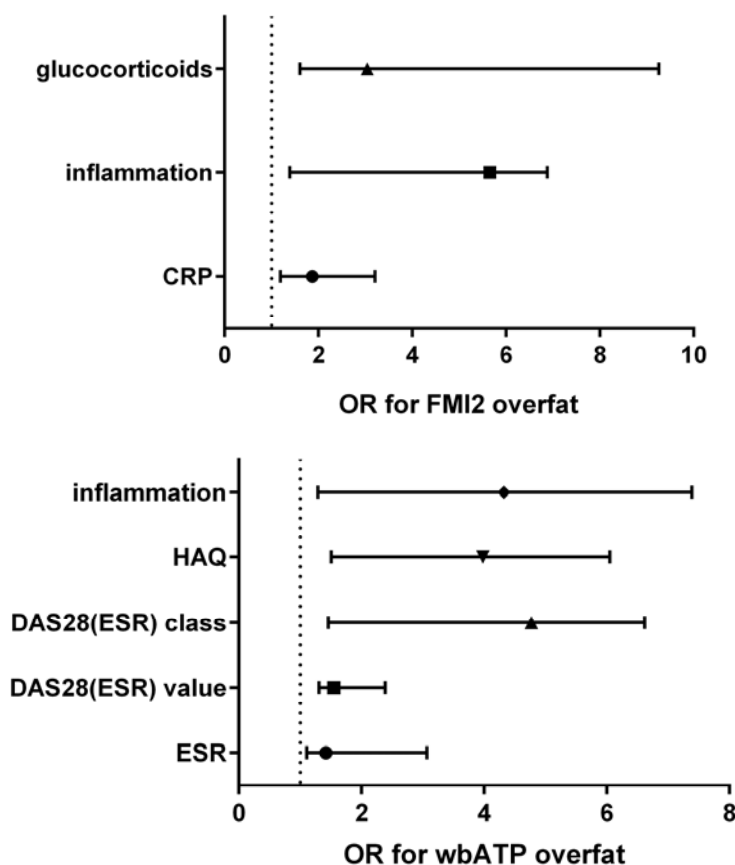 glucocorticoids
inflammation
CRP
0 2 4 6 8 10
OR for FMI2 overfat
inflammation
HAQ
DAS28(ESR) class
DAS28(ESR) value
ESR
0 2 4 6 8
OR for wbATP overfat